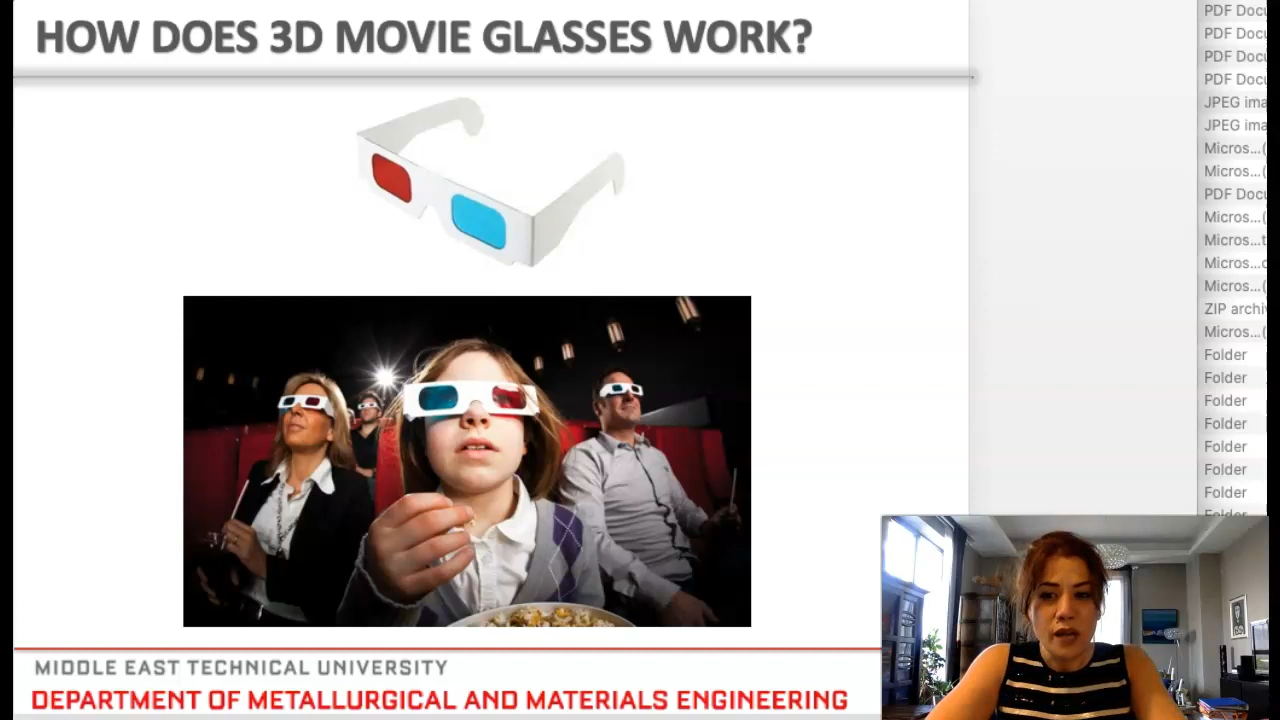 HOW DOES 3D MOVIE GLASSES WORK?
MIDDLE EAST TECHNICAL UNIVERSITY
DEPARTMENT OF METALLURGICAL AND MATERIALS ENGINEERING
PDF Docu
PDF Docu
PDF Docu
PDF Docu
JPEG ima
JPEG ima
Micros...(
Micros...(
PDF Docu
Micros...(
Micros...t
Micros...c
Micros...(
ZIP archi
Micros...(
Folder
Folder
Folder
Folder
Folder
Folder
Folder